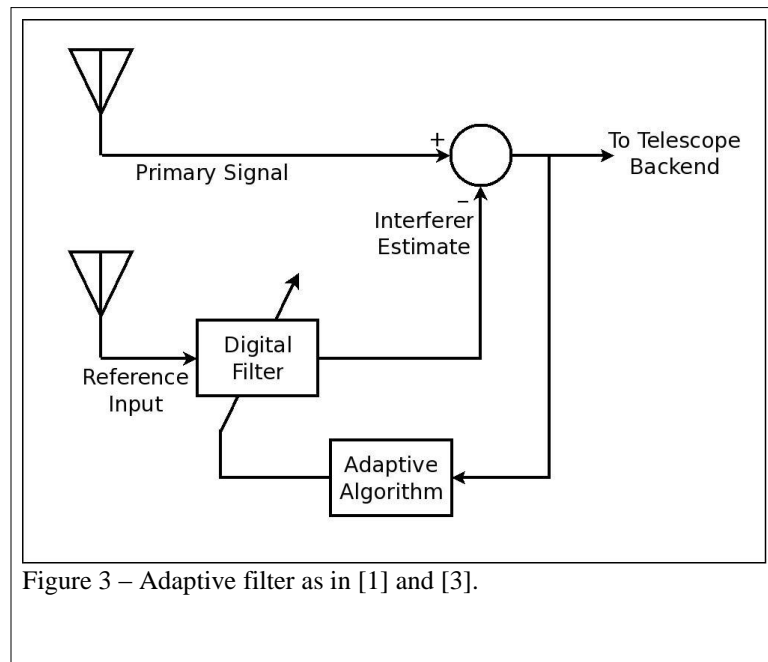 +
To Telescope
Backend
Primary Signal
–
Interferer
Estimate
Digital
Filter
Reference
Input
Adaptive
Algorithm
Figure 3 – Adaptive filter as in [1] and [3].